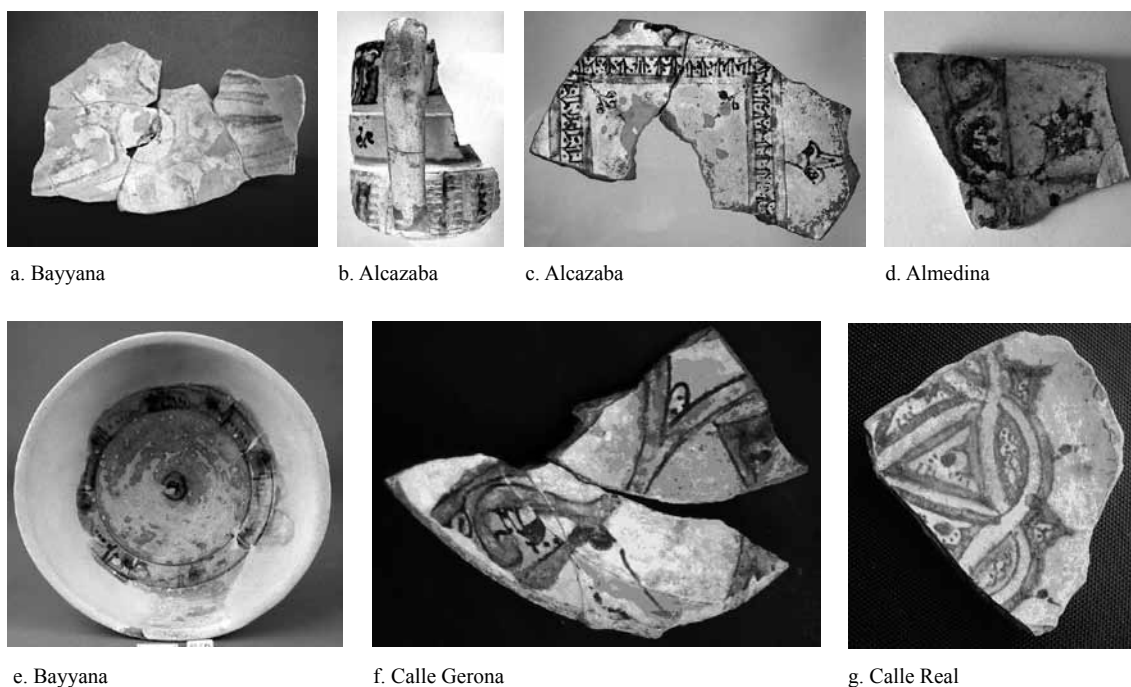 a. Bayyana
b. Alcazaba
c. Alcazaba
d. Almedina
e. Bayyana
f. Calle Gerona
g. Calle Real